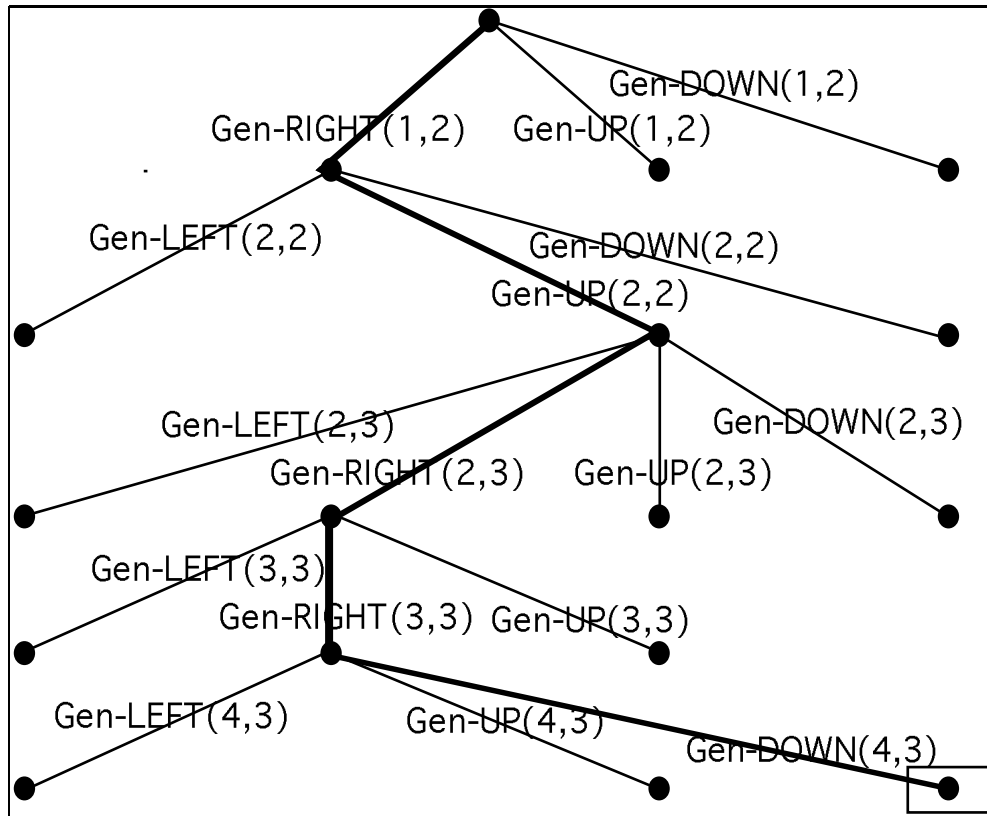 Gen-DOWN(1,2)
Gen-RIGHT(1,2)
Gen-UP(1,2)
Gen-LEFT(2,2)
Gen-DOWN(2,2)
Gen-UP(2,2)
Gen-LEFT(2,3)
Gen-DOWN(2,3)
Gen-RIGHT(2,3)
Gen-UP(2,3)
Gen-LEFT(3,3)
Gen-RIGHT(3,3)
Gen-UP(3,3)
Gen-LEFT(4,3)
Gen-UP(4,3)
Gen-DOWN(4,3)